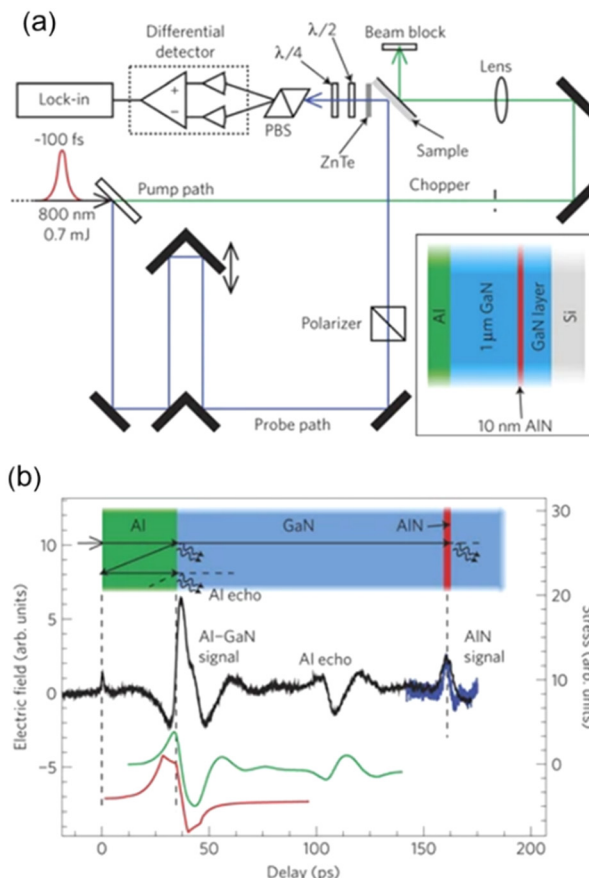 (a)
Differential
detector
λ/4
λ/2
Beam block
Lens
Lock-in
+
−
PBS
ZnTe
Sample
~100 fs
Pump path
Chopper
800 nm
0.7 mJ
Polarizer
Al
1 μm GaN
GaN layer
Si
10 nm AlN
Probe path
(b)
Al
GaN
AlN
Al echo
Al–GaN
signal
Al echo
AlN
signal
Electric field (arb. units)
10
5
0
−5
Stress (arb. units)
30
20
10
0
0
50
100
150
200
Delay (ps)